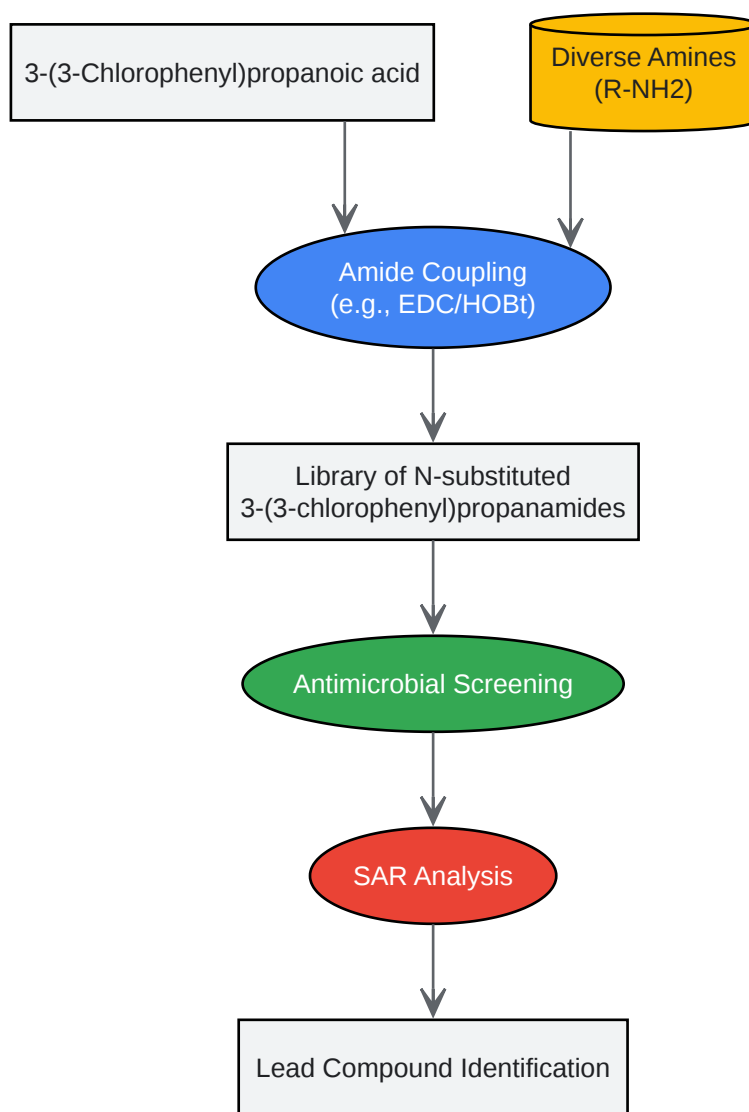 3-(3-Chlorophenyl)propanoic acid
Diverse Amines
(R-NH2)
Amide Coupling
(e.g., EDC/HOBt)
Library of N-substituted
3-(3-chlorophenyl)propanamides
Antimicrobial Screening
SAR Analysis
Lead Compound Identification